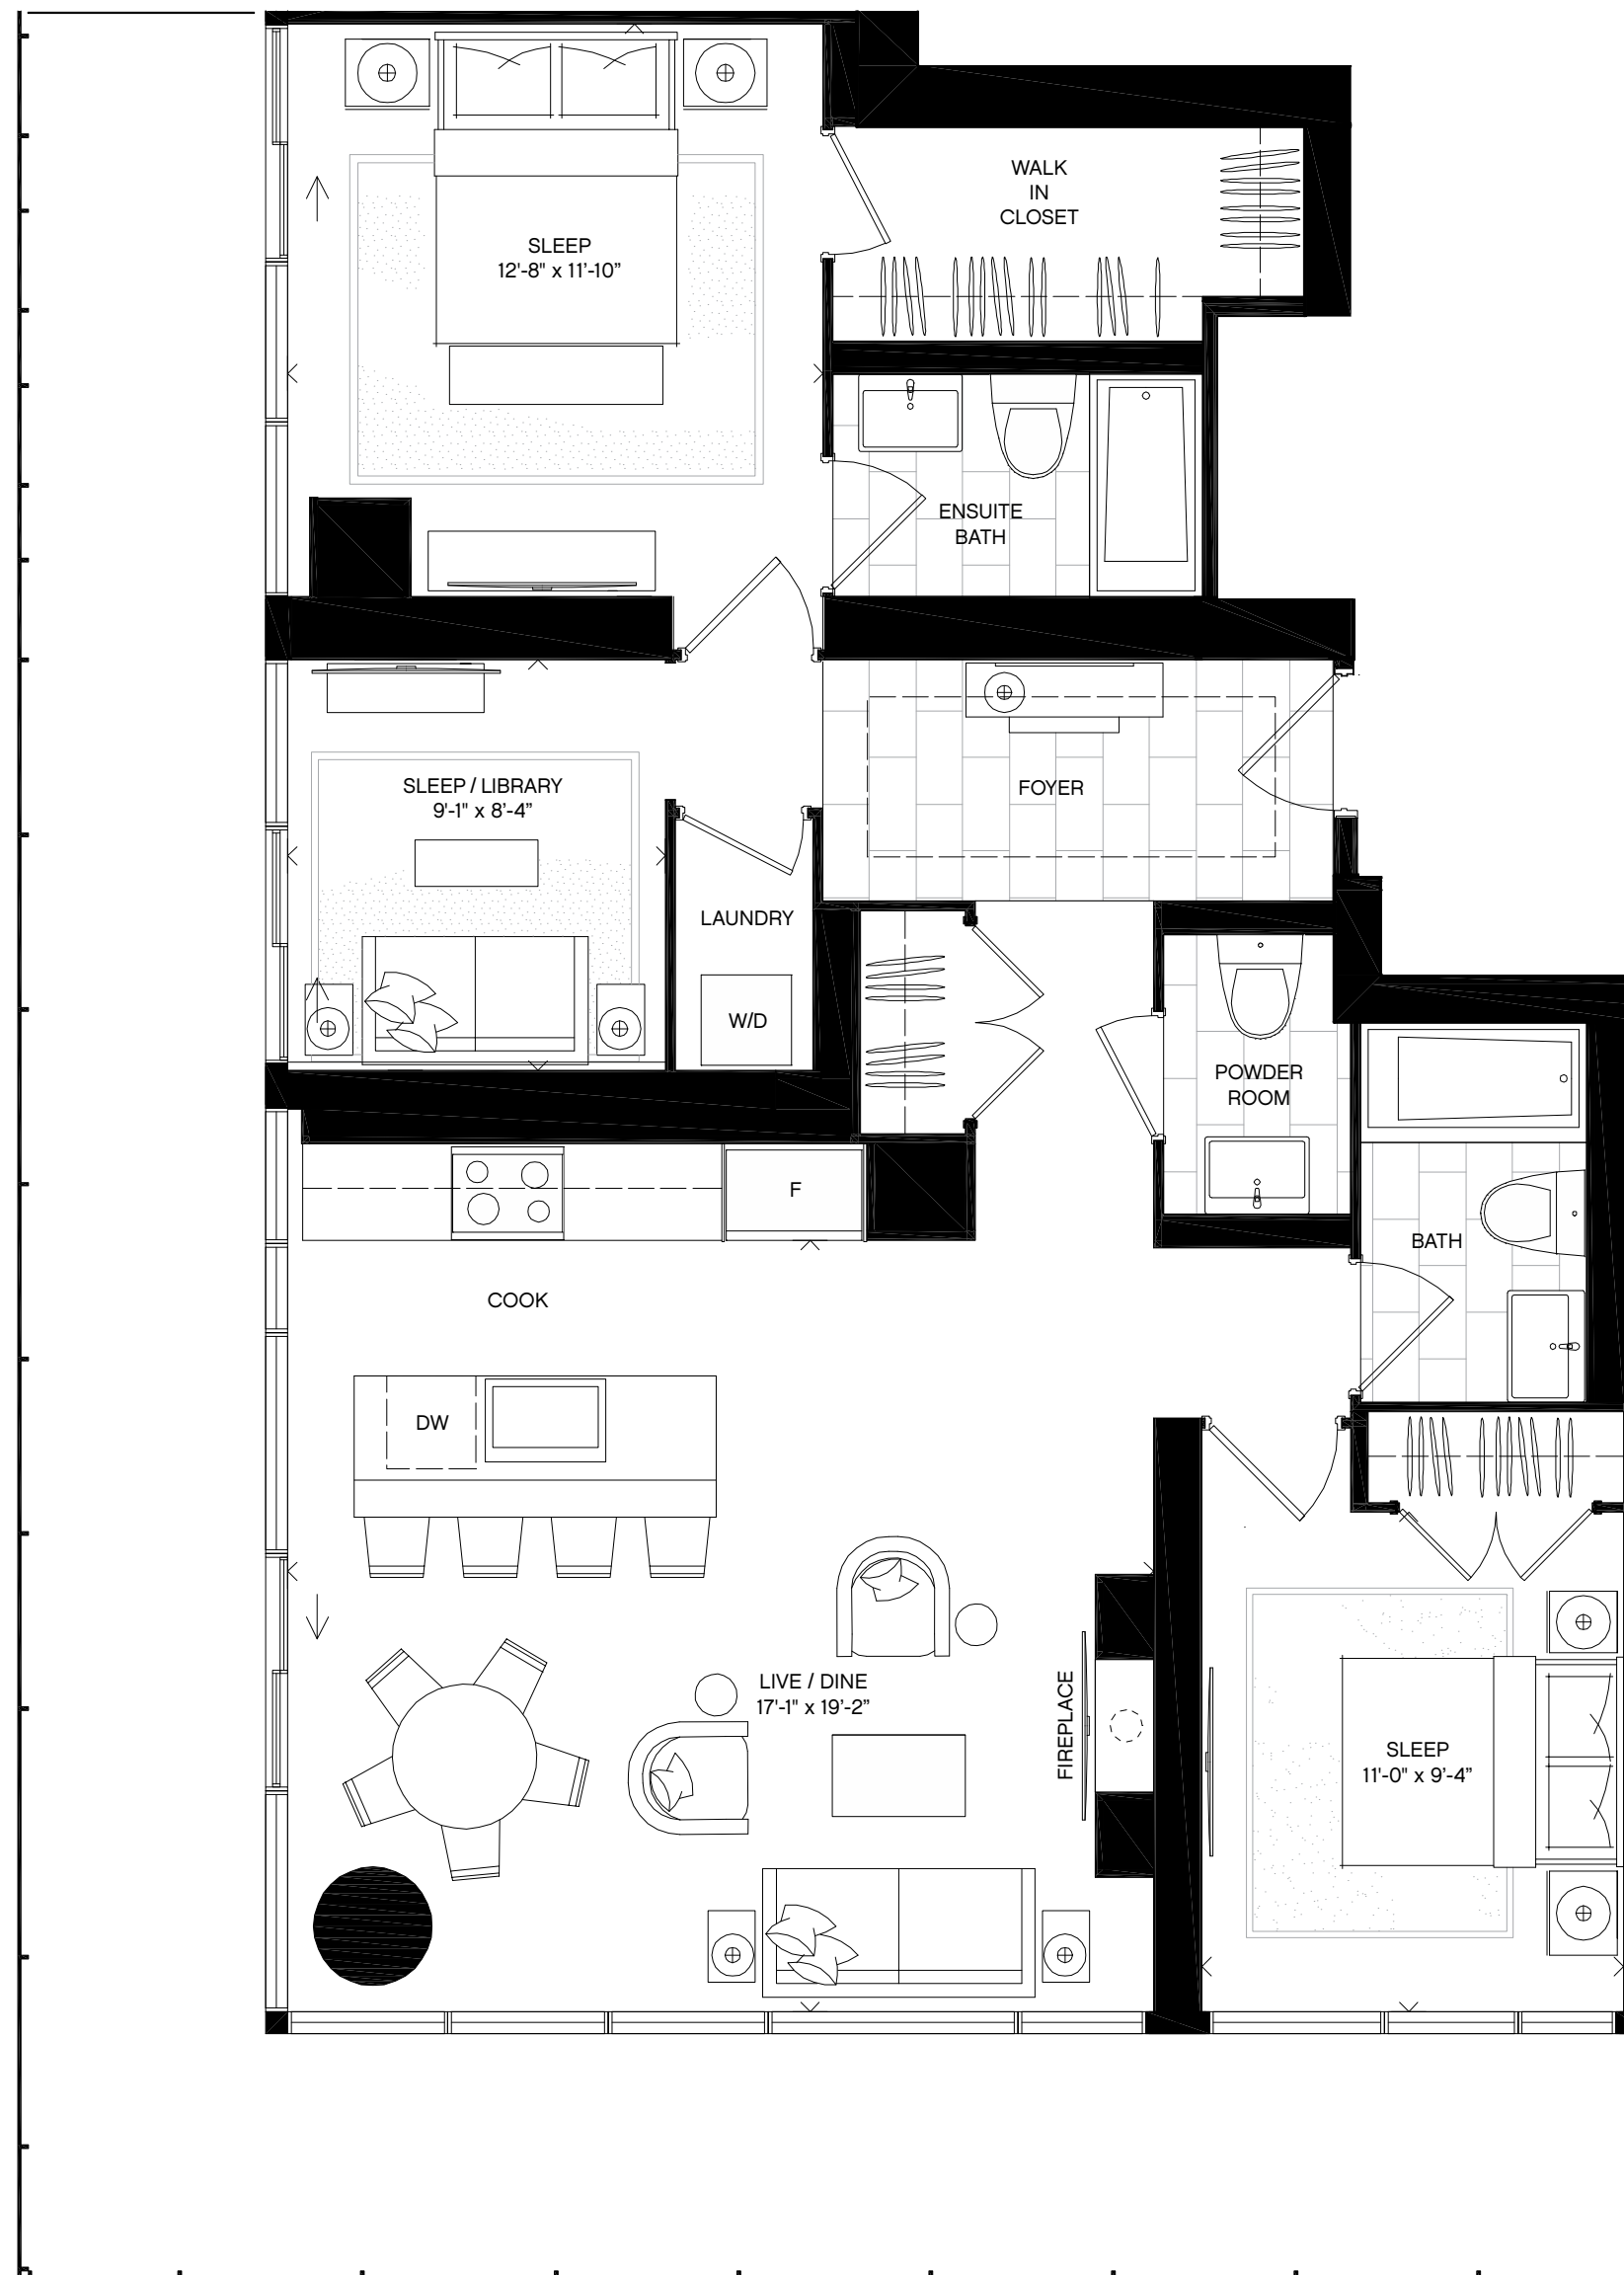 WALK
IN
CLOSET
SLEEP
12'-8" x 11'-10"
ENSUITE
BATH
SLEEP / LIBRARY
9'-1" x 8'-4"
FOYER
LAUNDRY
W/D
POWDER
ROOM
F
BATH
COOK
DW
LIVE / DINE
17'-1" x 19'-2"
FIREPLACE
SLEEP
11'-0" x 9'-4"